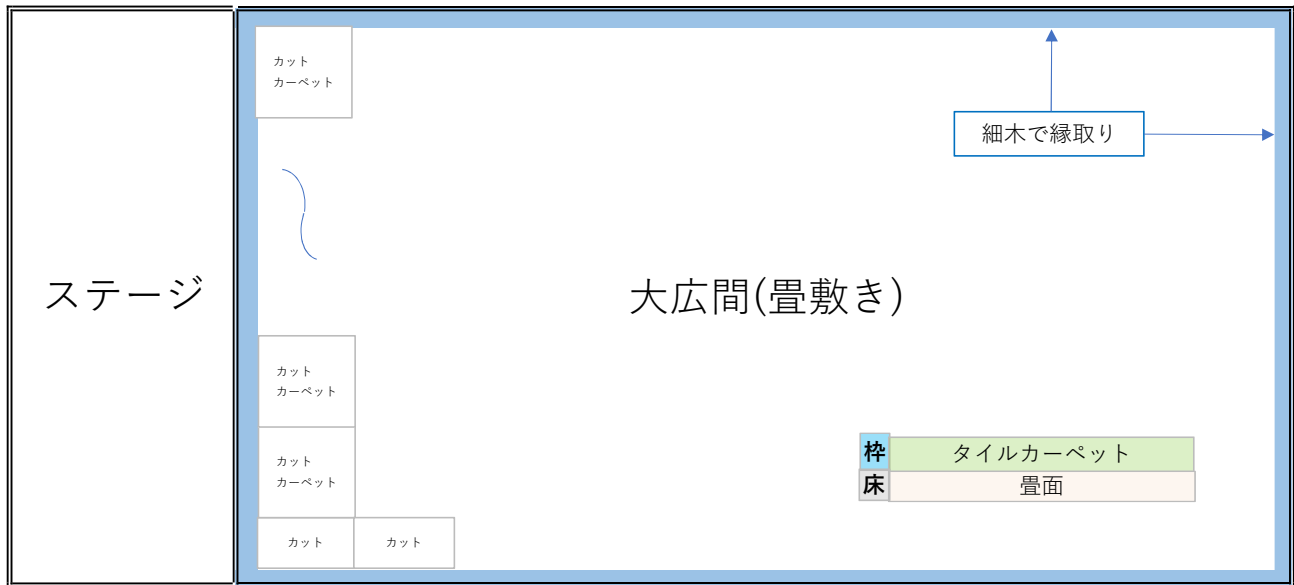 カット
カーペット
細木で縁取り
ステージ
大広間(畳敷き)
カット
カーペット
枠 タイルカーペット
床 畳面
カット
カーペット
カット カット